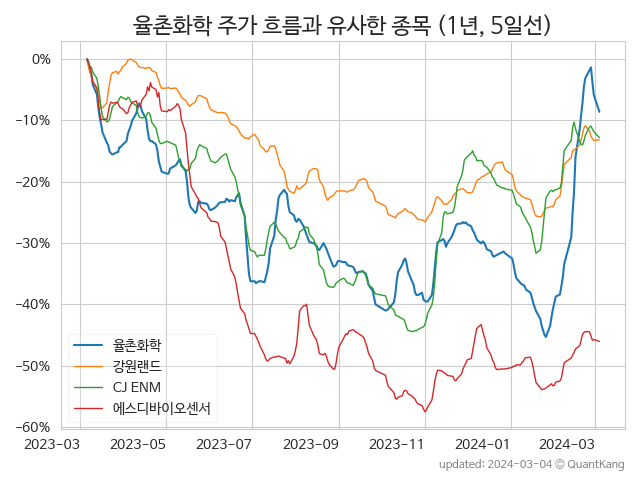 율촌화학 주가 흐름과 유사한 종목 (1년, 5일선)
0%
−10%
−20%
−30%
−40%
−50%
−60%
율촌화학
강원랜드
CJ ENM
에스디바이오센서
2023-03 2023-05 2023-07 2023-09 2023-11 2024-01 2024-03
updated: 2024-03-04 © QuantKang